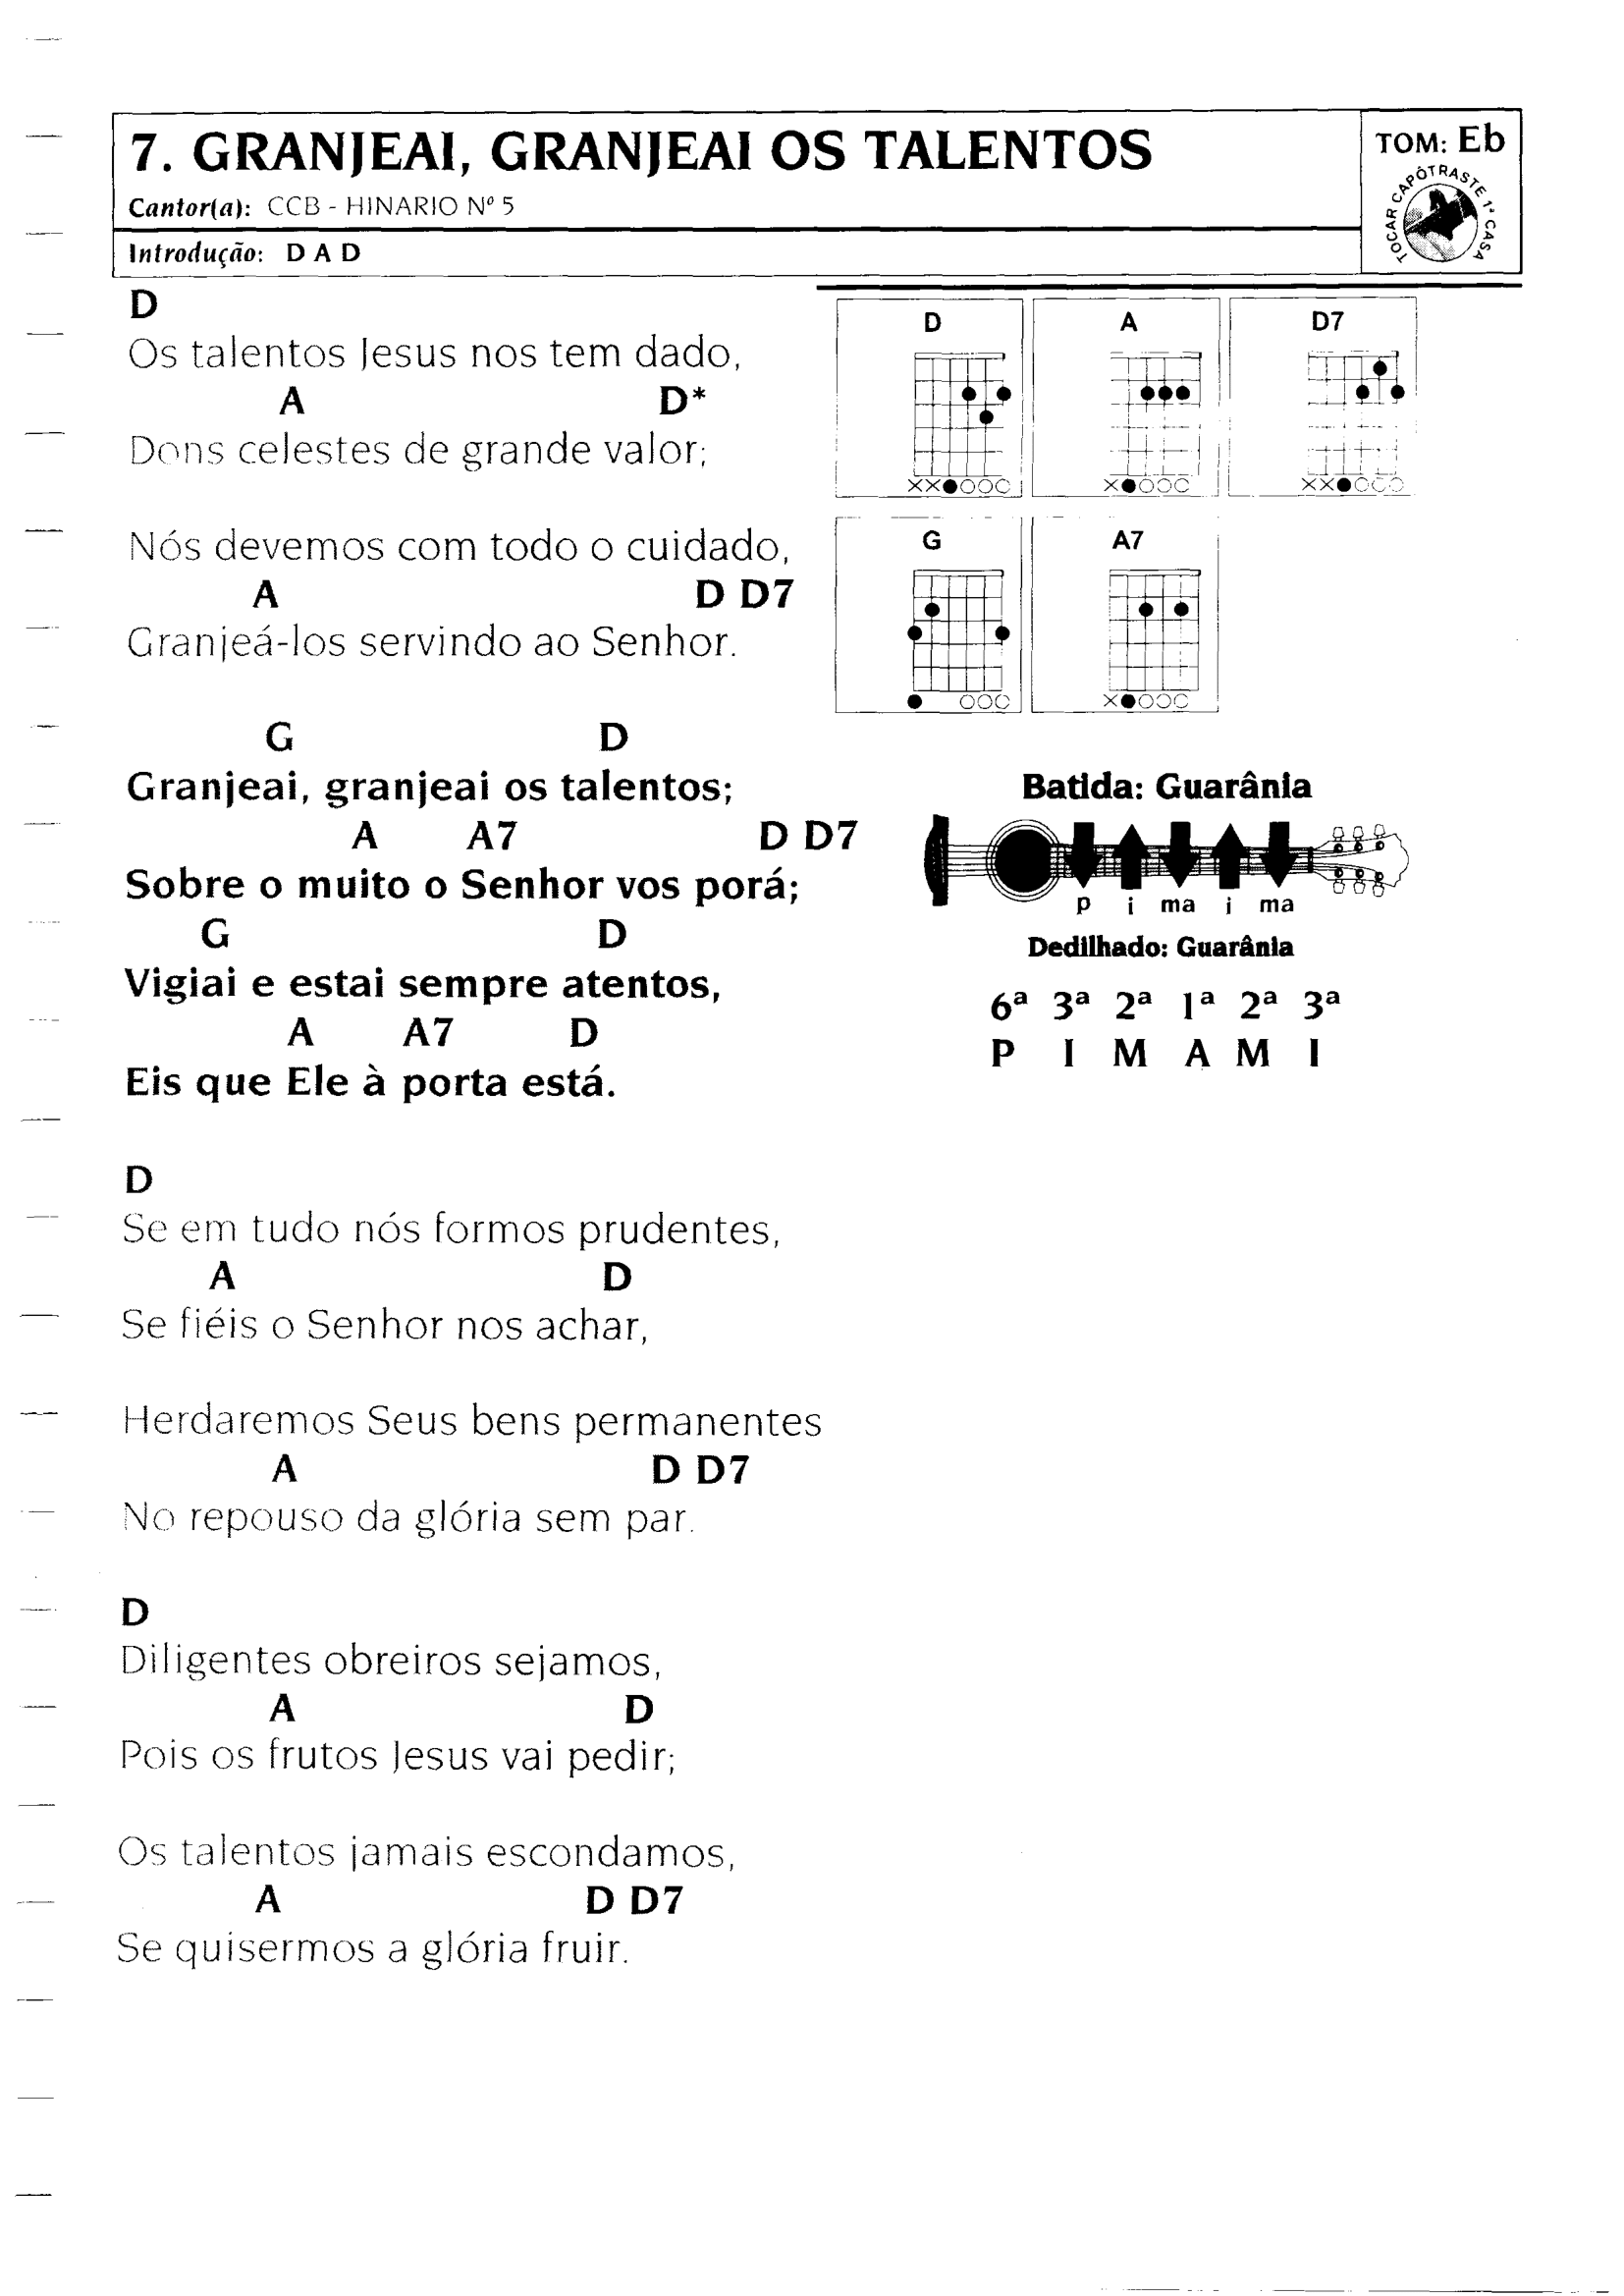 7. GRANJEAI, GRANJEAI OS TALENTOS
Cantor(a): CCB - HINARIO Nº 5
Introdução: D A D
TOM: Eb
TOCAR CAPÔTRASTE 1ª CASA
D
Os talentos Jesus nos tem dado,
A D*
Dons celestes de grande valor;
Nós devemos com todo o cuidado,
A D D7
Granjeá-los servindo ao Senhor.
G D
Granjeai, granjeai os talentos;
A A7 D D7
Sobre o muito o Senhor vos porá;
G D
Vigiai e estai sempre atentos,
A A7 D
Eis que Ele à porta está.
D
Se em tudo nós formos prudentes,
A D
Se fiéis o Senhor nos achar,
Herdaremos Seus bens permanentes
A D D7
No repouso da glória sem par.
D
Diligentes obreiros sejamos,
A D
Pois os frutos Jesus vai pedir;
Os talentos jamais escondamos,
A D D7
Se quisermos a glória fruir.
D A D7
G A7
Batida: Guarânia
p i ma i ma
Dedilhado: Guarânia
6ª 3ª 2ª 1ª 2ª 3ª
P I M A M I